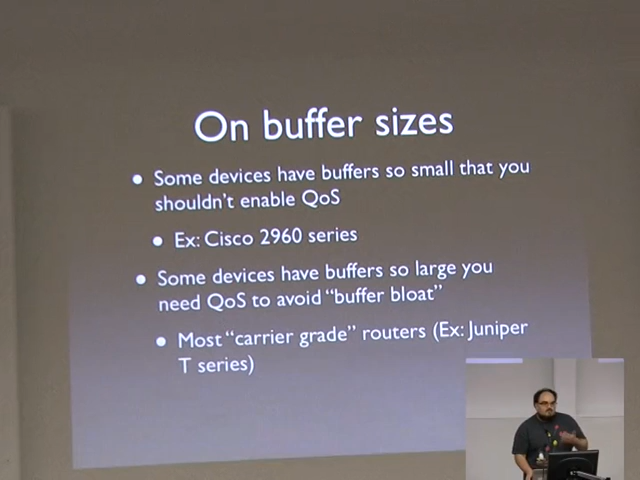 On buffer sizes
• Some devices have buffers so small that you
shouldn't enable QoS
• Ex: Cisco 2960 series
• Some devices have buffers so large you
need QoS to avoid "buffer bloat"
• Most "carrier grade" routers (Ex: Juniper
T series)